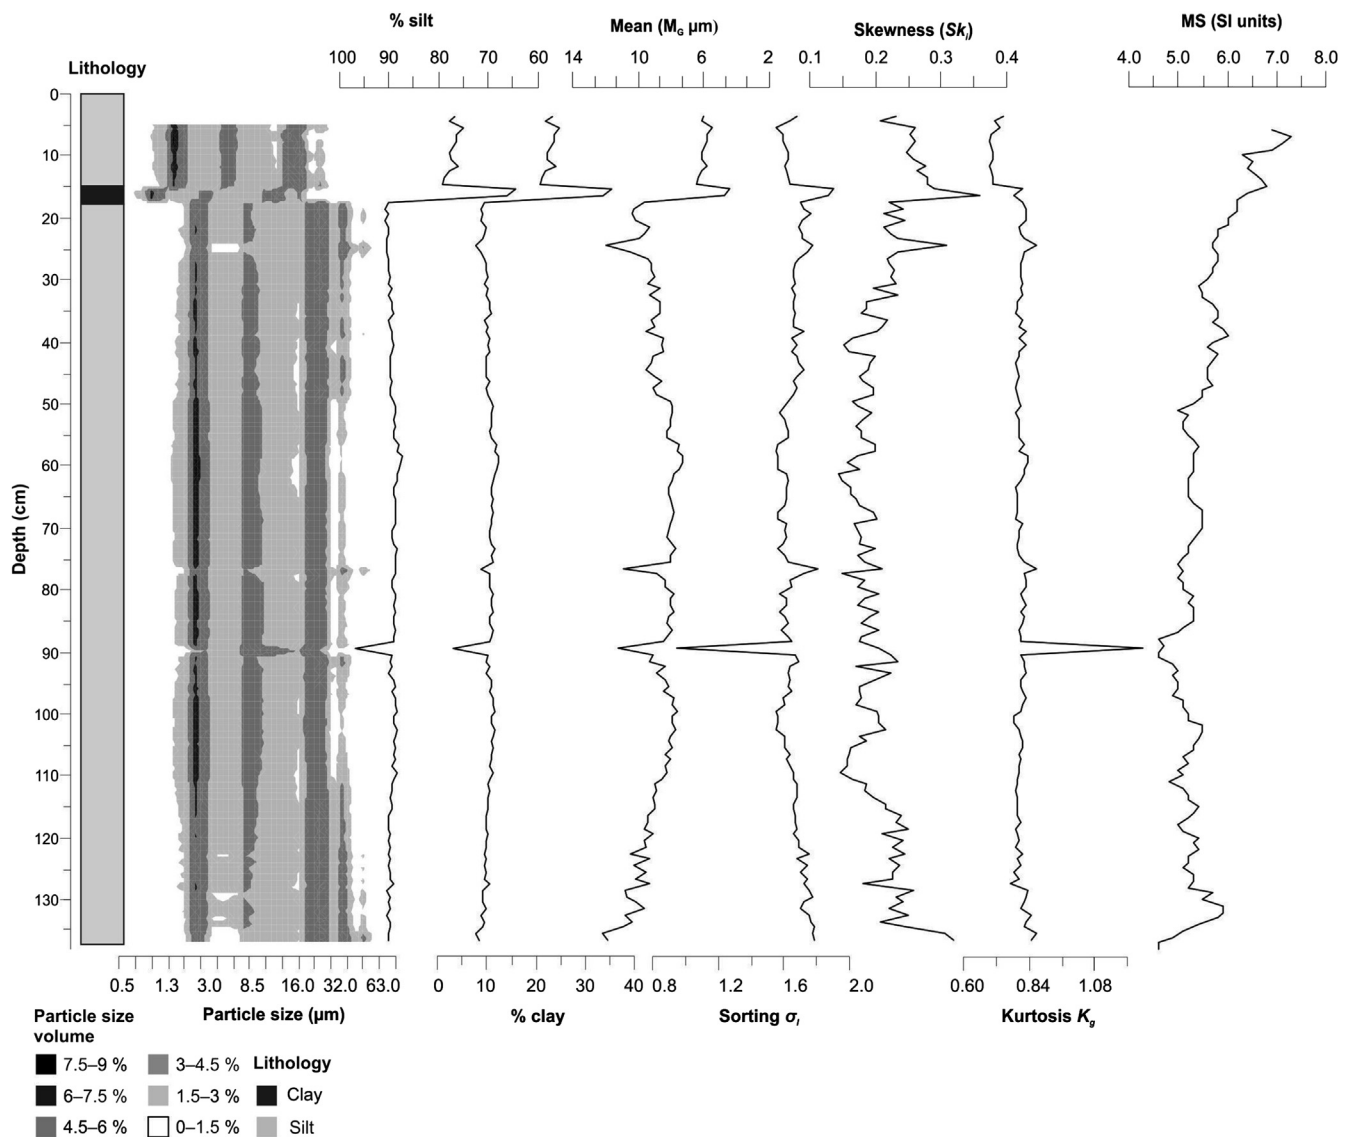 % silt
Mean (MG μm)
Skewness (Ski)
MS (SI units)
100 90 80 70 60 14 10 6 2 0.1 0.2 0.3 0.4 4.0 5.0 6.0 7.0 8.0
Lithology
0
10
20
30
40
50
60
70
80
90
100
110
120
130
Depth (cm)
0.5 1.3 3.0 8.5 16.0 32.0 63.0 0 10 20 30 40 0.8 1.2 1.6 2.0 0.60 0.84 1.08
Particle size (μm)
% clay
Sorting σI
Kurtosis Kg
Particle size
volume
7.5–9 %
6–7.5 %
4.5–6 %
3–4.5 %
1.5–3 %
0–1.5 %
Lithology
Clay
Silt